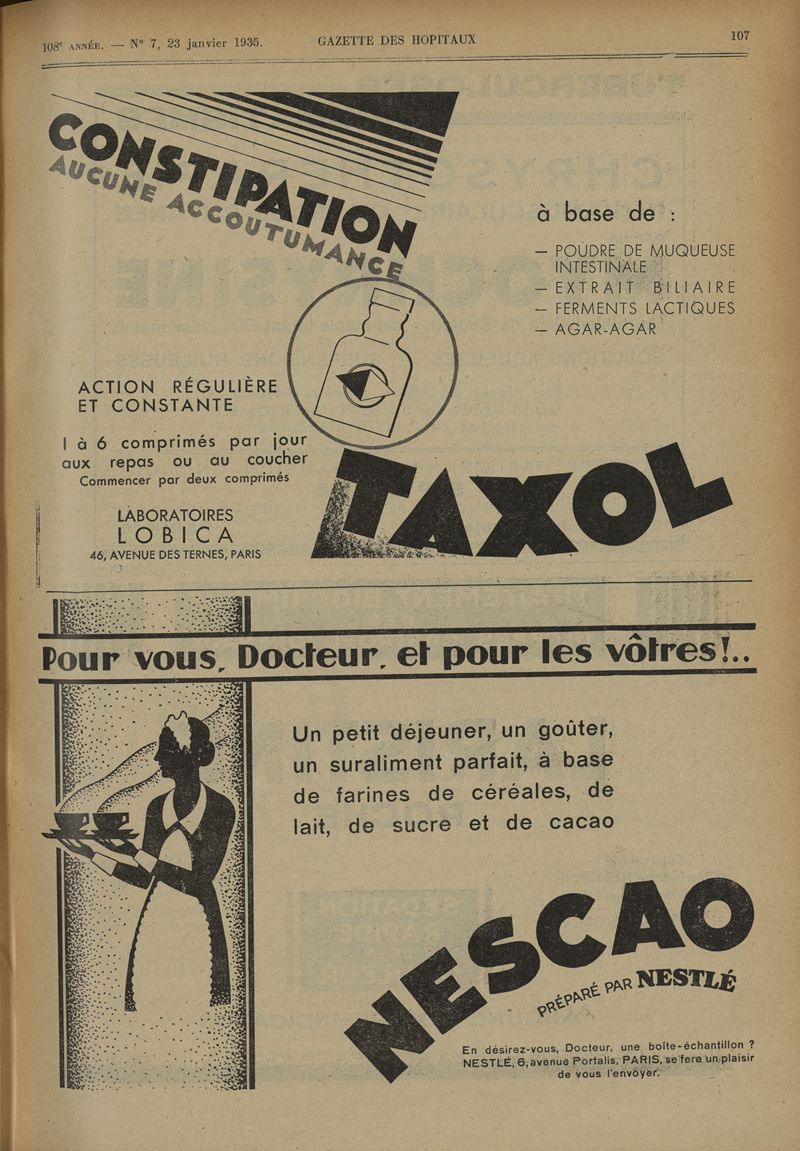 108e ANNÉE. — N° 7, 23 janvier 1935.
GAZETTE DES HOPITAUX
107
CONSTIPATION
AUCUNE ACCOUTUMANCE
à base de :
— POUDRE DE MUQUEUSE
INTESTINALE
— EXTRAIT BILIAIRE
— FERMENTS LACTIQUES
— AGAR-AGAR
ACTION RÉGULIÈRE
ET CONSTANTE
1 à 6 comprimés par jour
aux repas ou au coucher
Commencer par deux comprimés
TAXOL
LABORATOIRES
LOBICA
46, AVENUE DES TERNES, PARIS
Pour vous, Docteur, et pour les vôtres!..
Un petit déjeuner, un goûter,
un suraliment parfait, à base
de farines de céréales, de
lait, de sucre et de cacao
NESCAO
PRÉPARÉ PAR NESTLÉ
En désirez-vous, Docteur, une boîte-échantillon ?
NESTLÉ, 6, avenue Portalis, PARIS, se fera un plaisir
de vous l'envoyer.